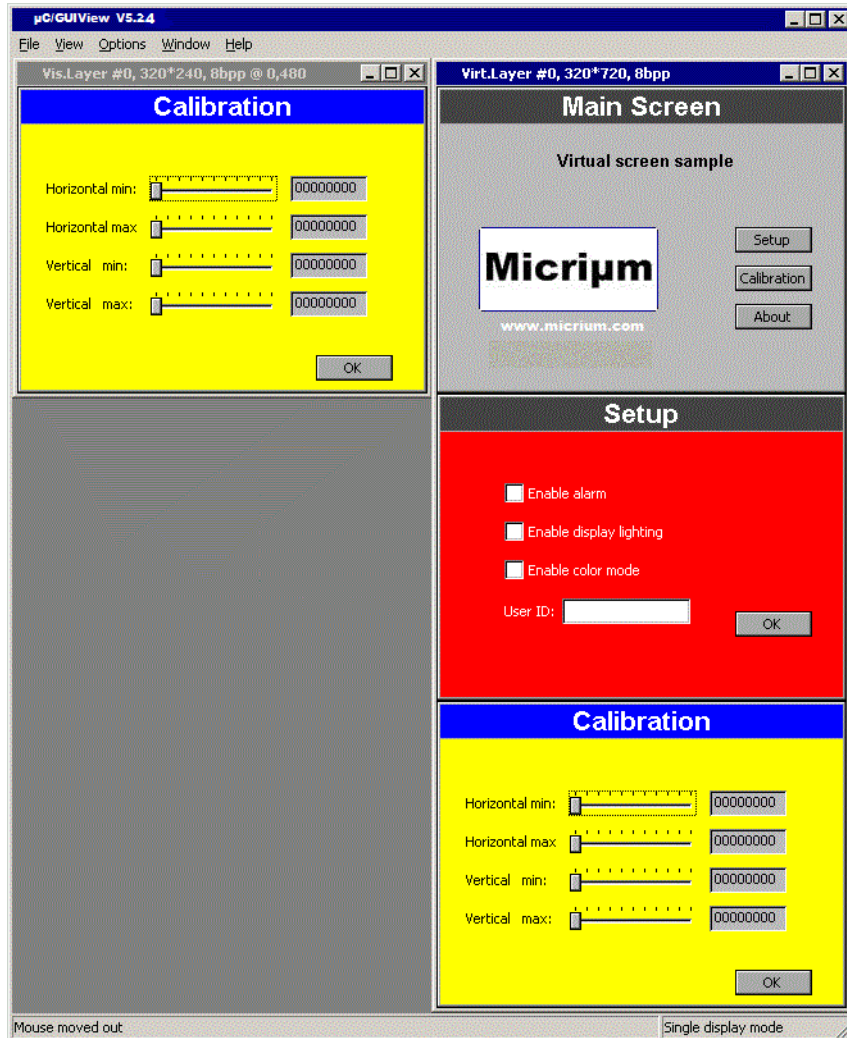 µC/GUIView V5.24
File View Options Window Help
Vis.Layer #0, 320*240, 8bpp @ 0,480
Calibration
Horizontal min: 00000000
Horizontal max 00000000
Vertical min: 00000000
Vertical max: 00000000
OK
Virt.Layer #0, 320*720, 8bpp
Main Screen
Virtual screen sample
Micriµm
www.micrium.com
Setup
Calibration
About
Setup
Enable alarm
Enable display lighting
Enable color mode
User ID:
OK
Calibration
Horizontal min: 00000000
Horizontal max 00000000
Vertical min: 00000000
Vertical max: 00000000
OK
Mouse moved out
Single display mode